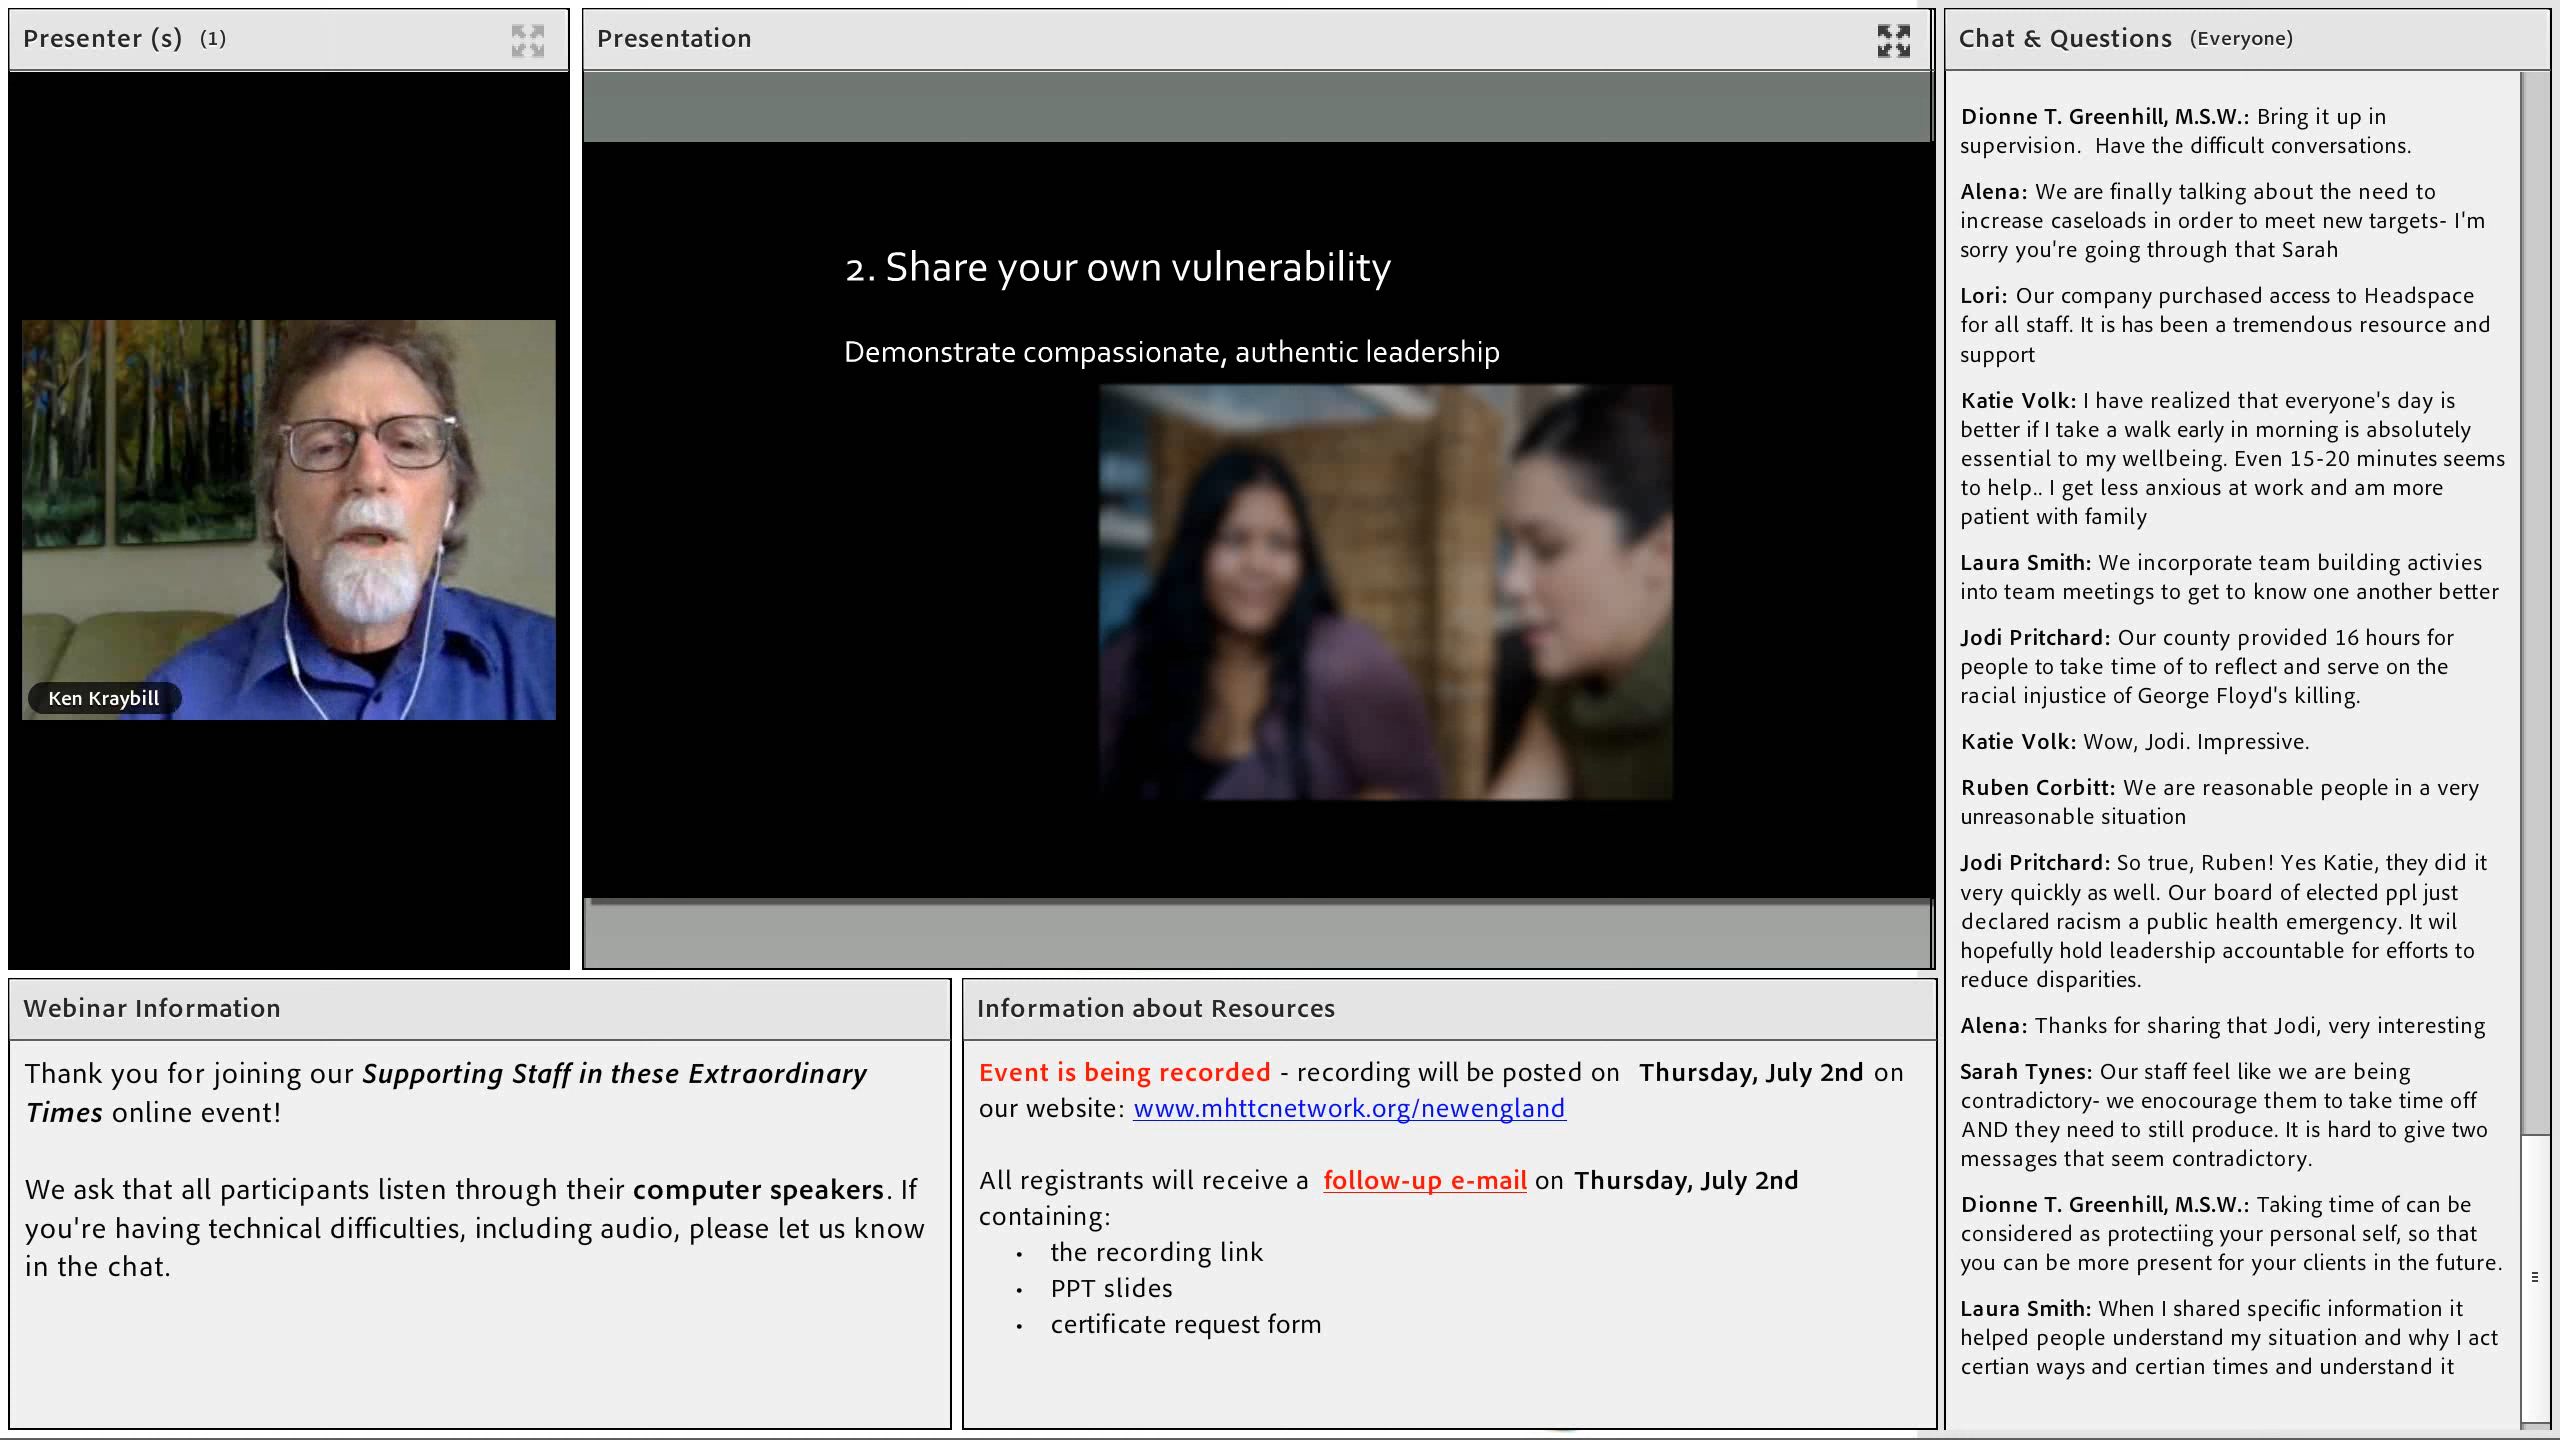 Presenter (s) (1)
Ken Kraybill
Presentation
2. Share your own vulnerability
Demonstrate compassionate, authentic leadership
Webinar Information
Thank you for joining our Supporting Staff in these Extraordinary
Times online event!
We ask that all participants listen through their computer speakers. If
you're having technical difficulties, including audio, please let us know
in the chat.
Information about Resources
Event is being recorded - recording will be posted on Thursday, July 2nd on
our website: www.mhttcnetwork.org/newengland
All registrants will receive a follow-up e-mail on Thursday, July 2nd
containing:
• the recording link
• PPT slides
• certificate request form
Chat & Questions (Everyone)
Dionne T. Greenhill, M.S.W.: Bring it up in
supervision. Have the difficult conversations.
Alena: We are finally talking about the need to
increase caseloads in order to meet new targets- I'm
sorry you're going through that Sarah
Lori: Our company purchased access to Headspace
for all staff. It is has been a tremendous resource and
support
Katie Volk: I have realized that everyone's day is
better if I take a walk early in morning is absolutely
essential to my wellbeing. Even 15-20 minutes seems
to help.. I get less anxious at work and am more
patient with family
Laura Smith: We incorporate team building activies
into team meetings to get to know one another better
Jodi Pritchard: Our county provided 16 hours for
people to take time of to reflect and serve on the
racial injustice of George Floyd's killing.
Katie Volk: Wow, Jodi. Impressive.
Ruben Corbitt: We are reasonable people in a very
unreasonable situation
Jodi Pritchard: So true, Ruben! Yes Katie, they did it
very quickly as well. Our board of elected ppl just
declared racism a public health emergency. It wil
hopefully hold leadership accountable for efforts to
reduce disparities.
Alena: Thanks for sharing that Jodi, very interesting
Sarah Tynes: Our staff feel like we are being
contradictory- we enocourage them to take time off
AND they need to still produce. It is hard to give two
messages that seem contradictory.
Dionne T. Greenhill, M.S.W.: Taking time of can be
considered as protectiing your personal self, so that
you can be more present for your clients in the future.
Laura Smith: When I shared specific information it
helped people understand my situation and why I act
certian ways and certian times and understand it